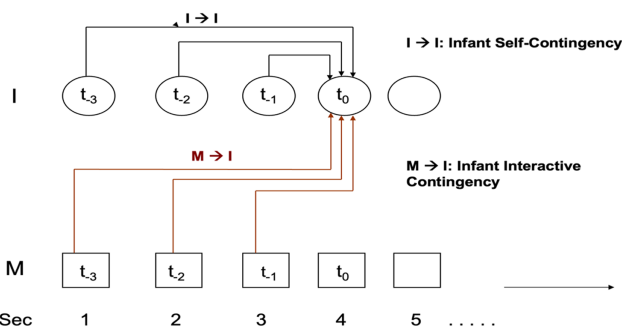 I → I
I → I: Infant Self-Contingency
I t-3 t-2 t-1 t0
M → I
M → I: Infant Interactive
Contingency
M t-3 t-2 t-1 t0
Sec 1 2 3 4 5 . . . . .